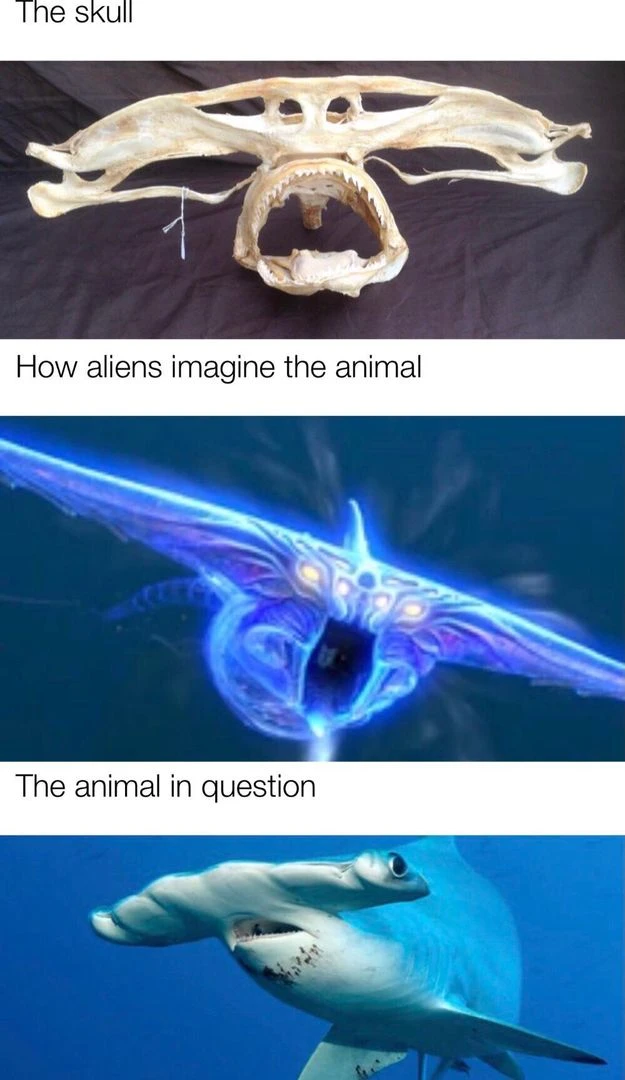 The skull
How aliens imagine the animal
The animal in question